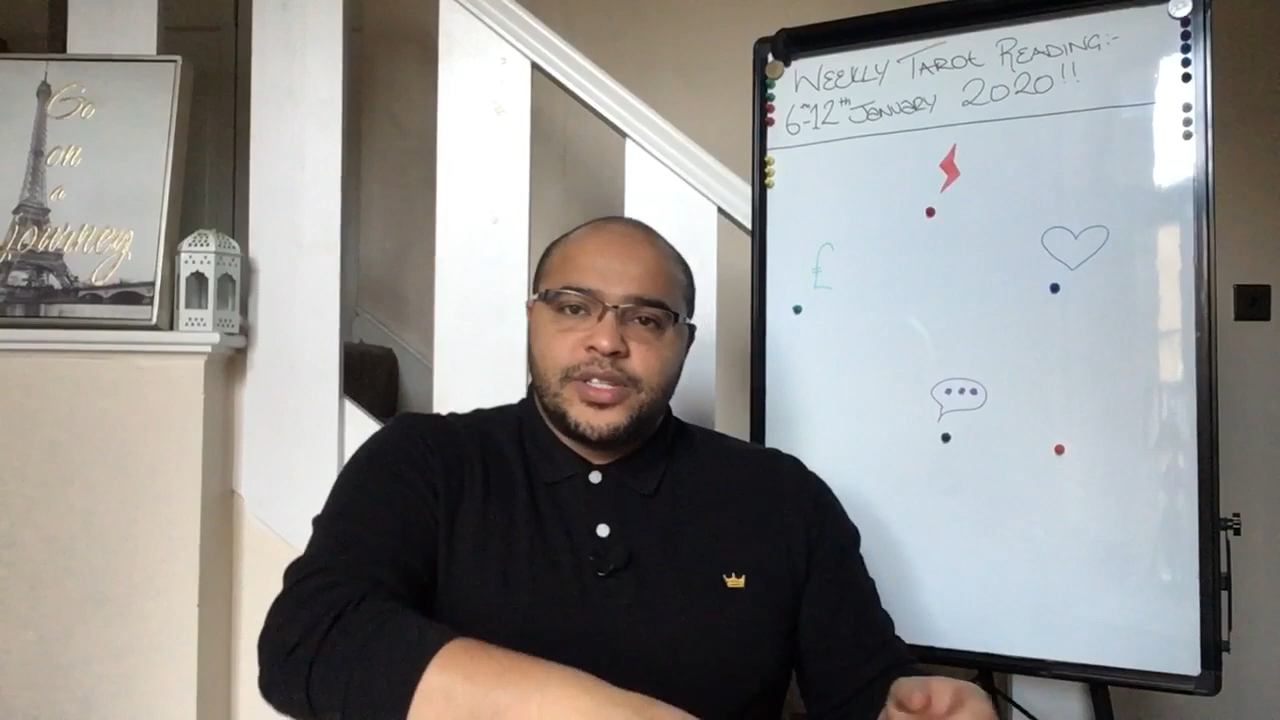 Go
on
a
journey
WEEKLY TAROT READING:-
6th-12th JANUARY 2020!!
£